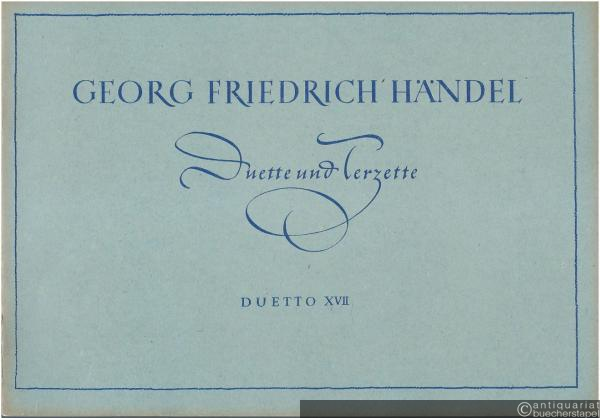 GEORG FRIEDRICH HÄNDEL
Duette und Terzette
DUETTO XVII
©antiquariat
buecherstapel